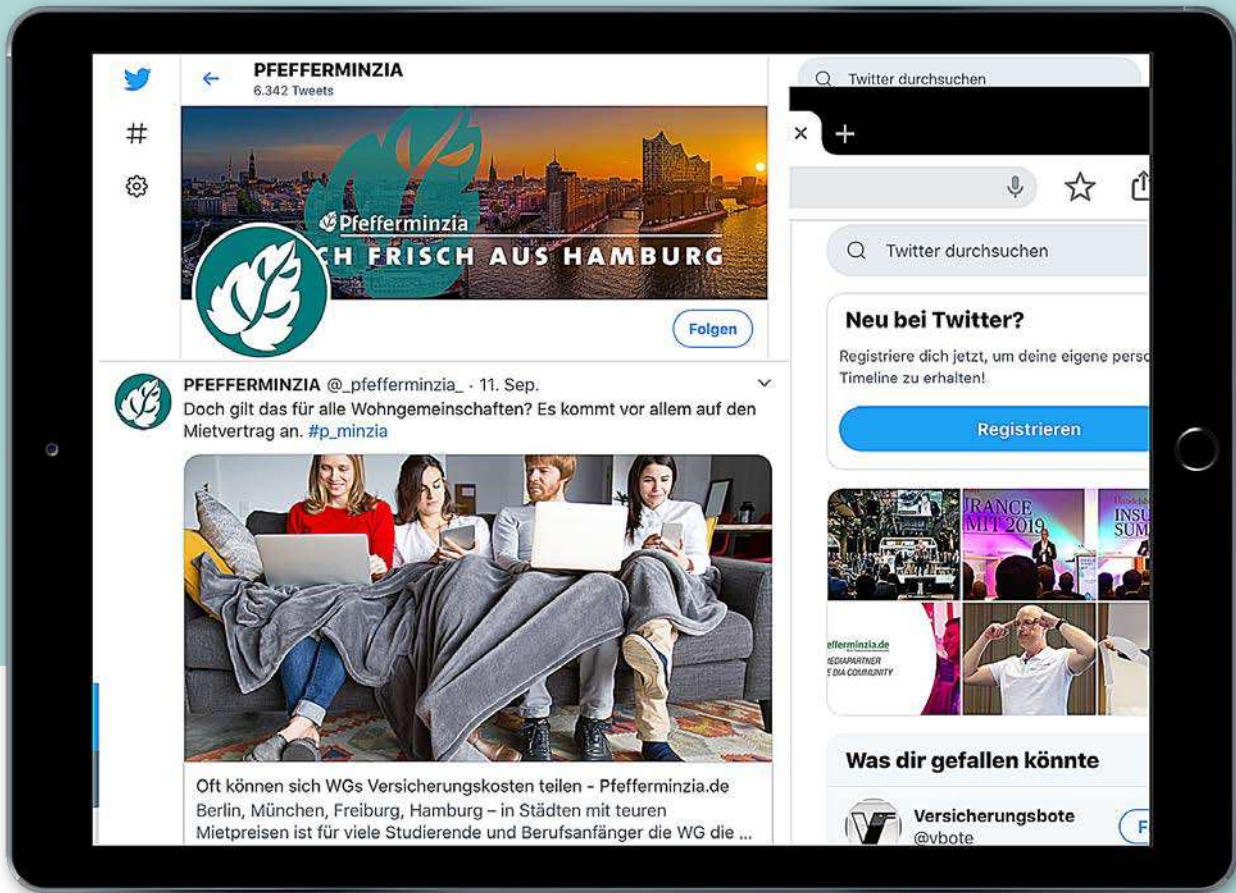 PFEFFERMINZIA
6.342 Tweets
Twitter durchsuchen
Pfefferminzia
CH FRISCH AUS HAMBURG
Folgen
PFEFFERMINZIA @_pfefferminzia_ · 11. Sep.
Doch gilt das für alle Wohngemeinschaften? Es kommt vor allem auf den
Mietvertrag an. #p_minzia
Oft können sich WGs Versicherungskosten teilen – Pfefferminzia.de
Berlin, München, Freiburg, Hamburg – in Städten mit teuren
Mietpreisen ist für viele Studierende und Berufsanfänger die WG die ...
Twitter durchsuchen
Neu bei Twitter?
Registriere dich jetzt, um deine eigene perso
Timeline zu erhalten!
Registrieren
RANCE
MIT 2019
INSU
SUM
efferminzia.de
MEDIAPARTNER
E DIA COMMUNITY
Was dir gefallen könnte
Versicherungsbote
@vbote
F